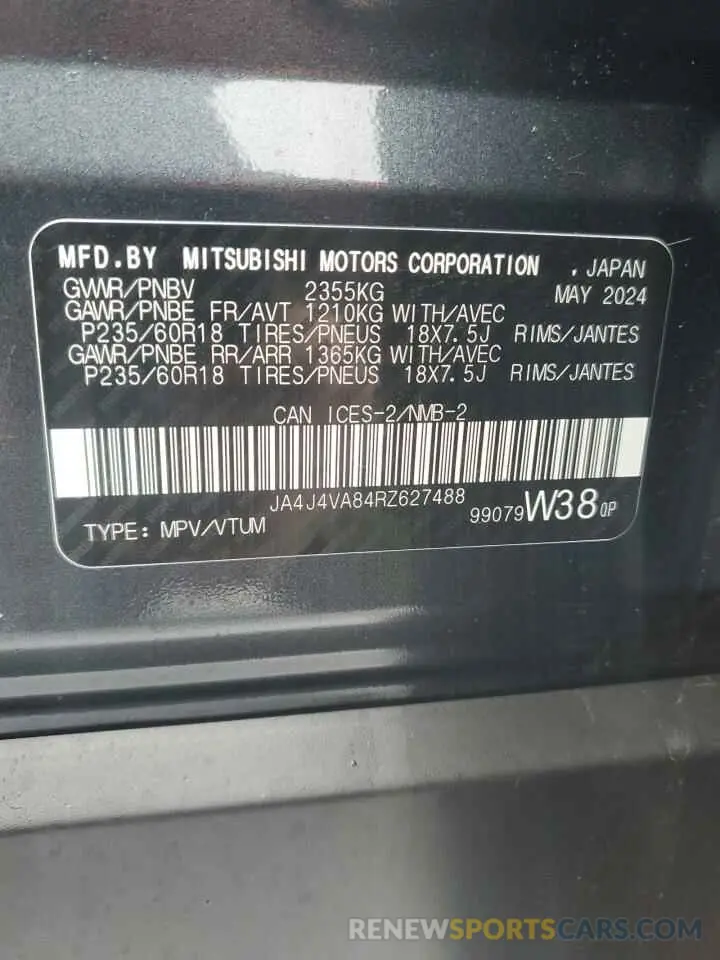 MFD.BY MITSUBISHI MOTORS CORPORATION , JAPAN
GVWR/PNBV 2355KG MAY 2024
GAWR/PNBE FR/AVT 1210KG WITH/AVEC
P235/60R18 TIRES/PNEUS 18X7.5J RIMS/JANTES
GAWR/PNBE RR/ARR 1365KG WITH/AVEC
P235/60R18 TIRES/PNEUS 18X7.5J RIMS/JANTES
CAN ICES-2/NMB-2
JA4J4VA84RZ627488
TYPE: MPV/VTUM 99079 W38 0P
RENEWSPORTSCARS.COM